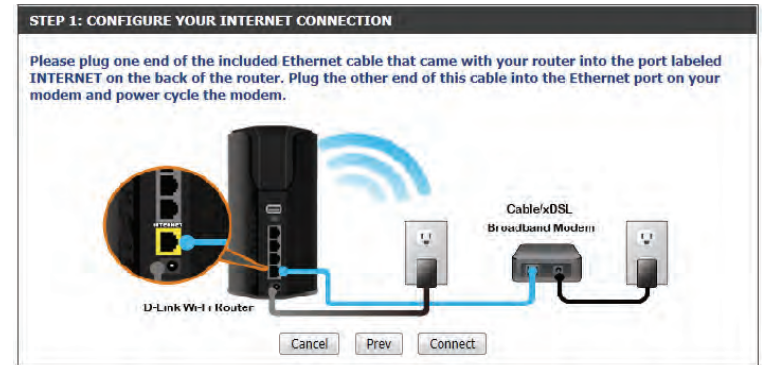 STEP 1: CONFIGURE YOUR INTERNET CONNECTION
Please plug one end of the included Ethernet cable that came with your router into the port labeled
INTERNET on the back of the router. Plug the other end of this cable into the Ethernet port on your
modem and power cycle the modem.
INTERNET
Cable/xDSL
Broadband Modem
D-Link Wi-Fi Router
Cancel
Prev
Connect